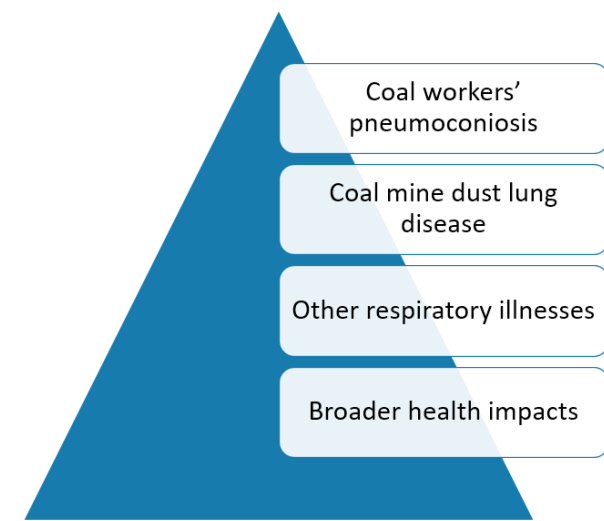 Coal workers’
pneumoconiosis
Coal mine dust lung
disease
Other respiratory illnesses
Broader health impacts